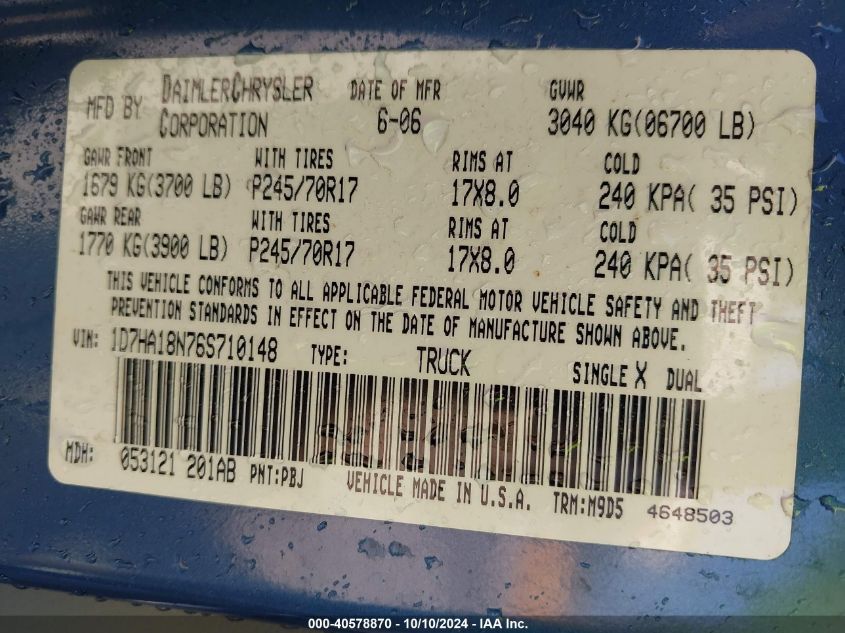 MFD BY DAIMLERCHRYSLER CORPORATION DATE OF MFR 6-06 GVWR 3040 KG(06700 LB)
GAWR FRONT WITH TIRES RIMS AT COLD
1679 KG(3700 LB) P245/70R17 17X8.0 240 KPA( 35 PSI)
GAWR REAR WITH TIRES RIMS AT COLD
1770 KG(3900 LB) P245/70R17 17X8.0 240 KPA( 35 PSI)
THIS VEHICLE CONFORMS TO ALL APPLICABLE FEDERAL MOTOR VEHICLE SAFETY AND THEFT
PREVENTION STANDARDS IN EFFECT ON THE DATE OF MANUFACTURE SHOWN ABOVE.
VIN: 1D7HA18N76S710148 TYPE: TRUCK SINGLE X DUAL
MDH: 053121 201AB PNT:PBJ VEHICLE MADE IN U.S.A. TRM:M9D5 4648503
000-40578870 - 10/10/2024 - IAA Inc.